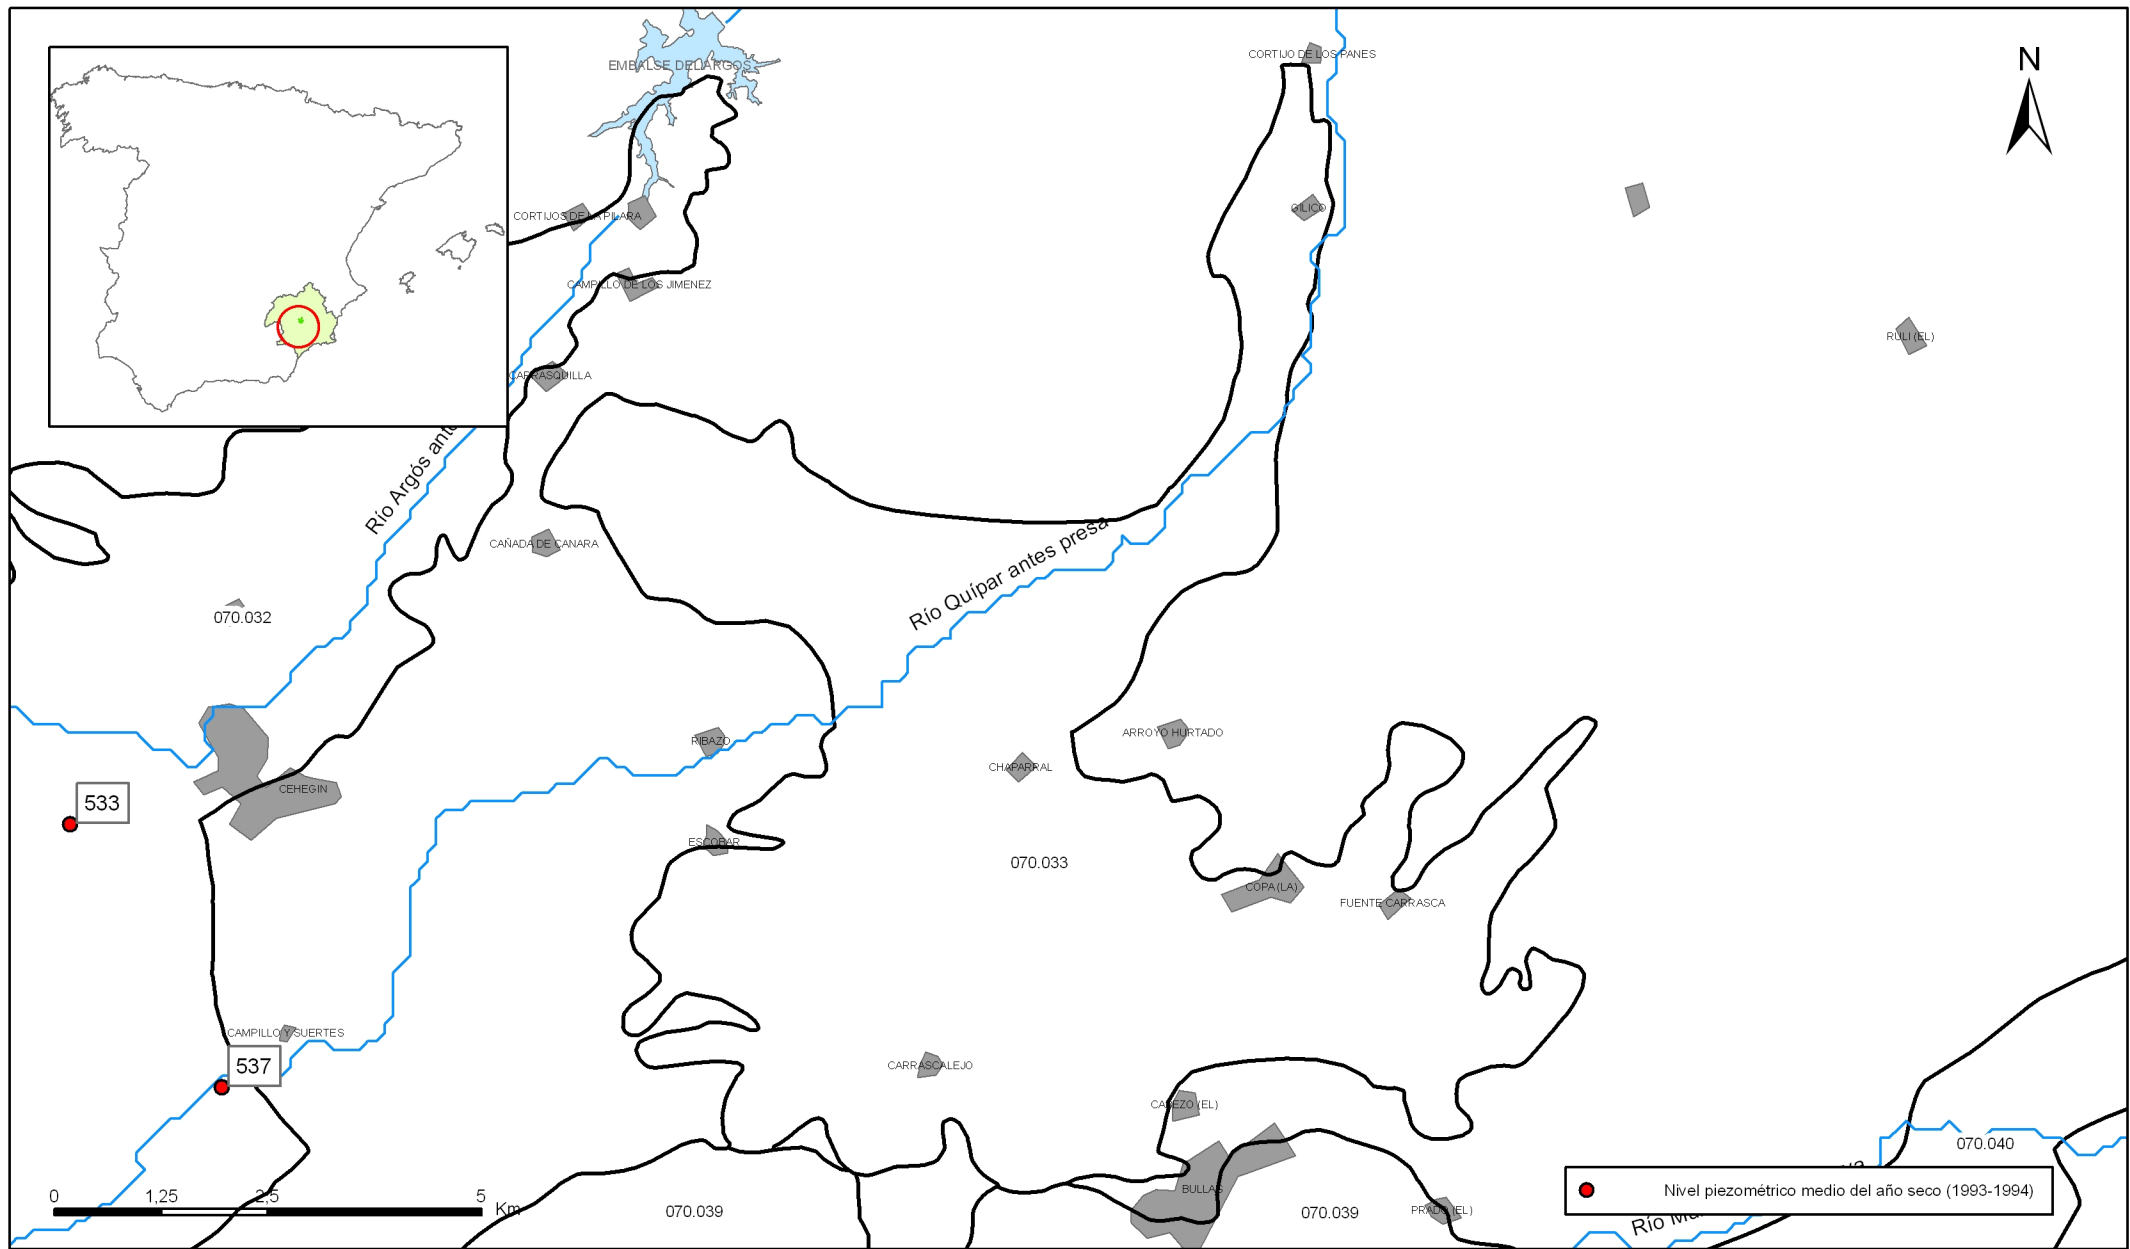 EMBALSE DEL ARGOS
CORTIJO DE LOS PANES
N
CORTIJOS DE LA PILARA
GILICO
CAMPILLO DE LOS JIMENEZ
RULI (EL)
CARRASQUILLA
Río Argós
CAÑADA DE CANARA
Río Quípar antes presa
070.032
RIBAZO
ARROYO HURTADO
CHAPARRAL
CEHEGIN
533
ESCOBAR
070.033
COPA (LA)
FUENTE CARRASCA
CAMPILLO Y SUERTES
537
CARRASCALEJO
CABEZO (EL)
070.040
BULLAS
0 1,25 2,5 5
Km
070.039
070.039
PRADO (EL)
Nivel piezométrico medio del año seco (1993-1994)
Río